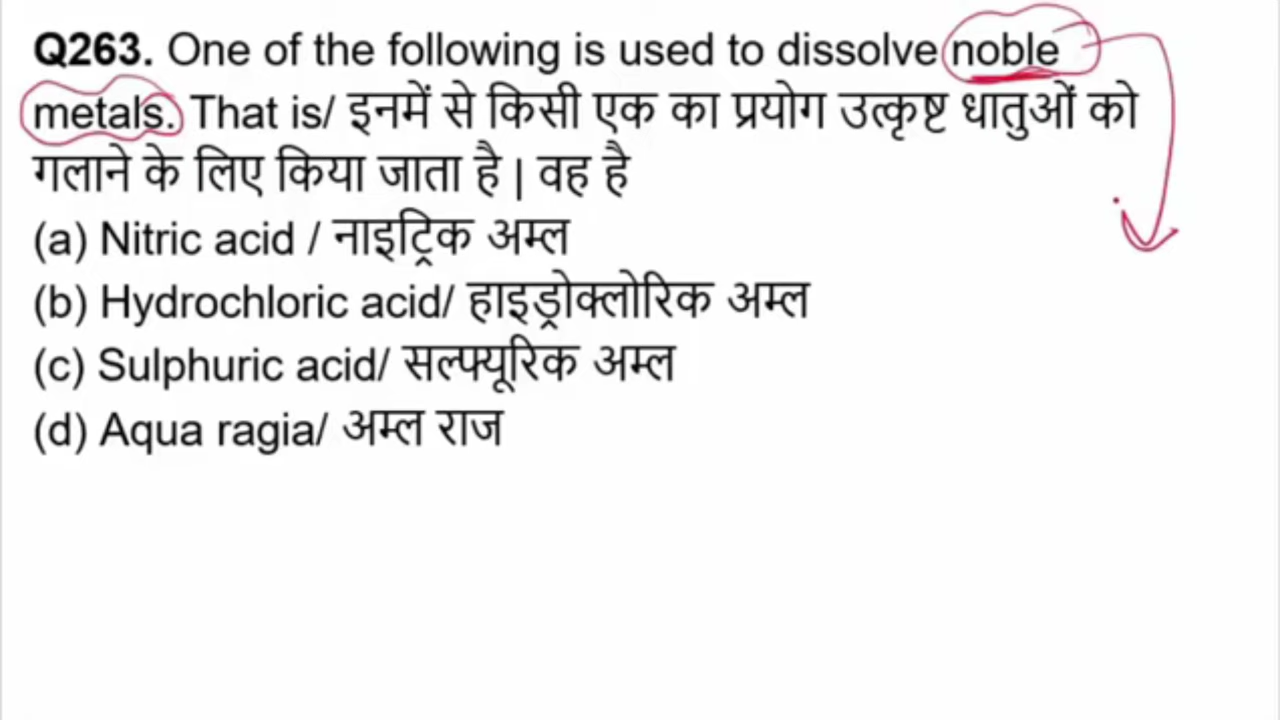 Q263. One of the following is used to dissolve noble
metals. That is/ इनमें से किसी एक का प्रयोग उत्कृष्ट धातुओं को
गलाने के लिए किया जाता है | वह है
(a) Nitric acid / नाइट्रिक अम्ल
(b) Hydrochloric acid/ हाइड्रोक्लोरिक अम्ल
(c) Sulphuric acid/ सल्फ्यूरिक अम्ल
(d) Aqua ragia/ अम्ल राज